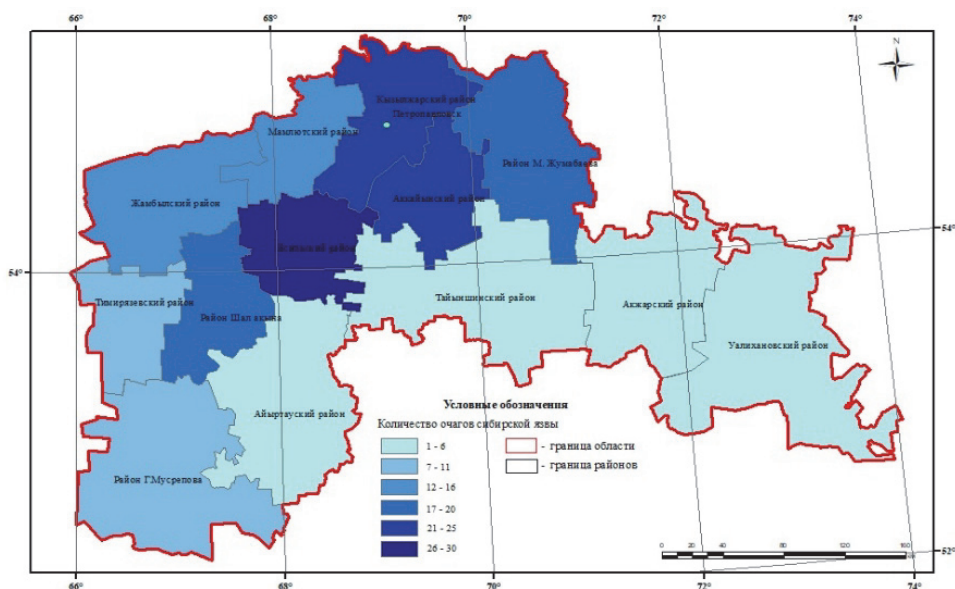 66° 68° 70° 72° 74°
N
Кызылжарский район
Петропавловск
Мамлютский район
Район М. Жумабаева
Жамбылский район
Аккайынский район
54°
Есильский район
54°
Тимирязевский район
Тайыншинский район
Акжарский район
Район Шал акына
Уалихановский район
Айыртауский район
Условные обозначения
Количество очагов сибирской язвы
1 - 6
- граница области
7 - 11
- граница районов
12 - 16
Район Г.Мусрепова
17 - 20
21 - 25
26 - 30
0 20 40 80 120 160
52°
66° 68° 70° 72° 74°